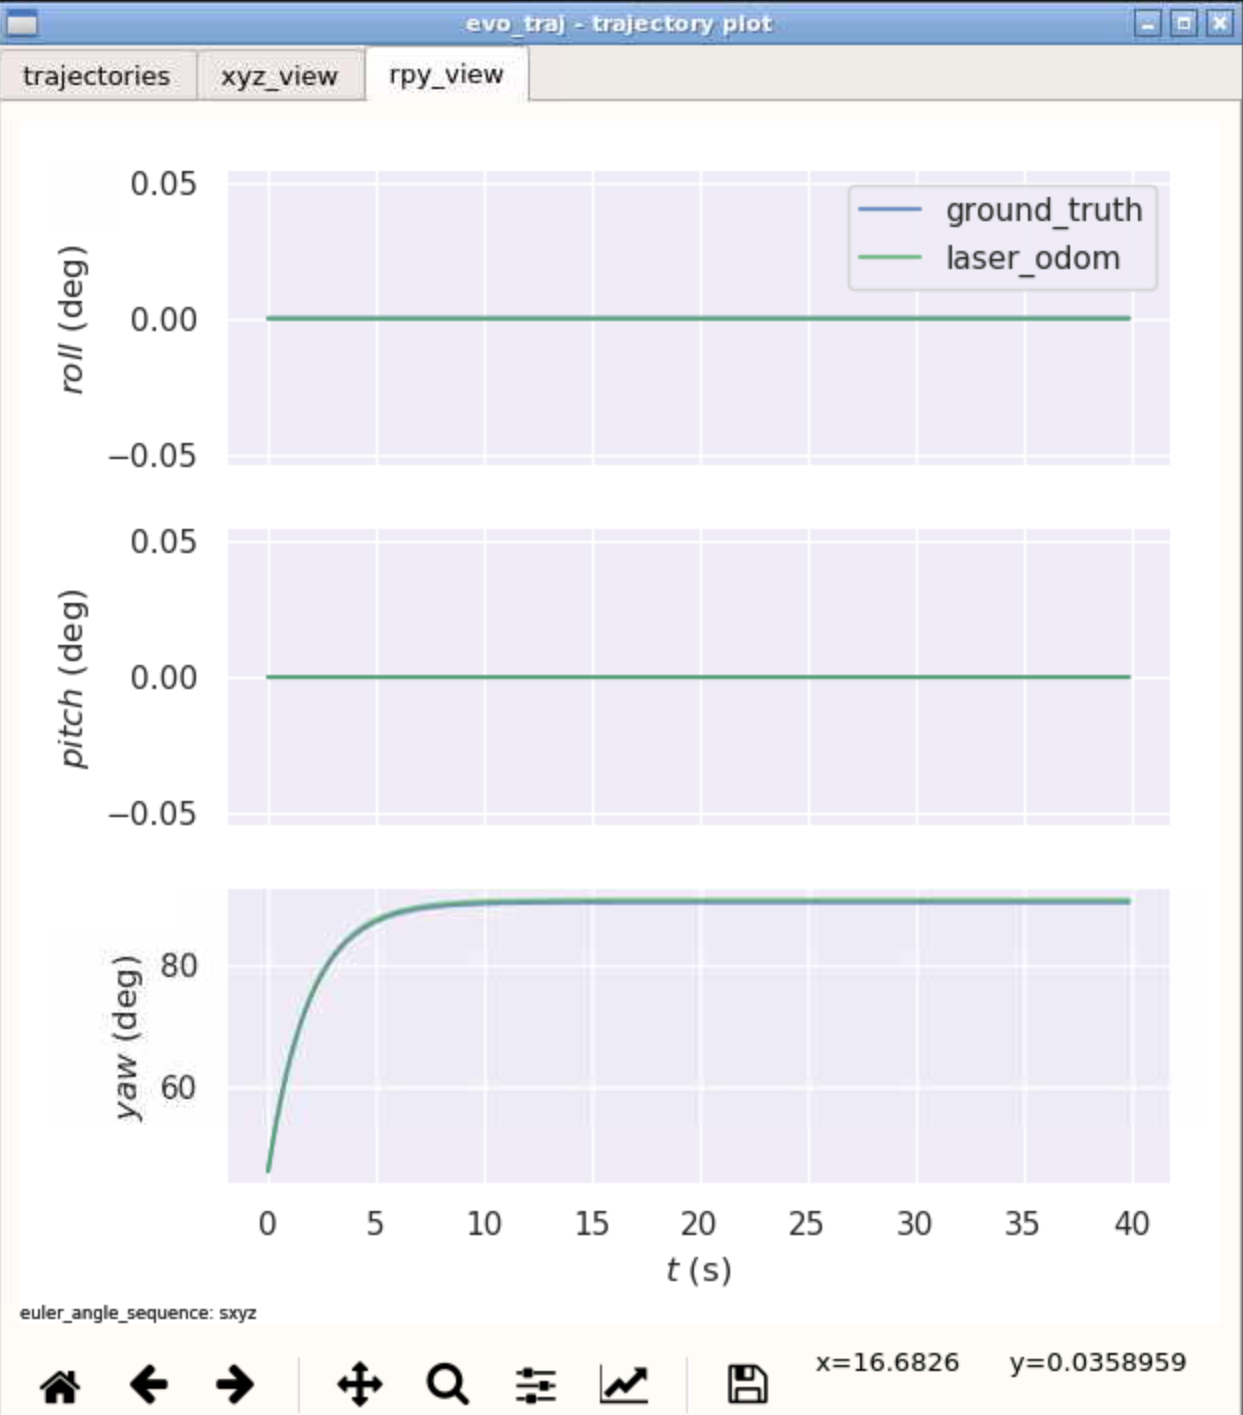 evo_traj - trajectory plot
trajectories xyz_view rpy_view
0.05
0.00
−0.05
roll (deg)
ground_truth
laser_odom
0.05
0.00
−0.05
pitch (deg)
80
60
yaw (deg)
0 5 10 15 20 25 30 35 40
t (s)
euler_angle_sequence: sxyz
x=16.6826 y=0.0358959